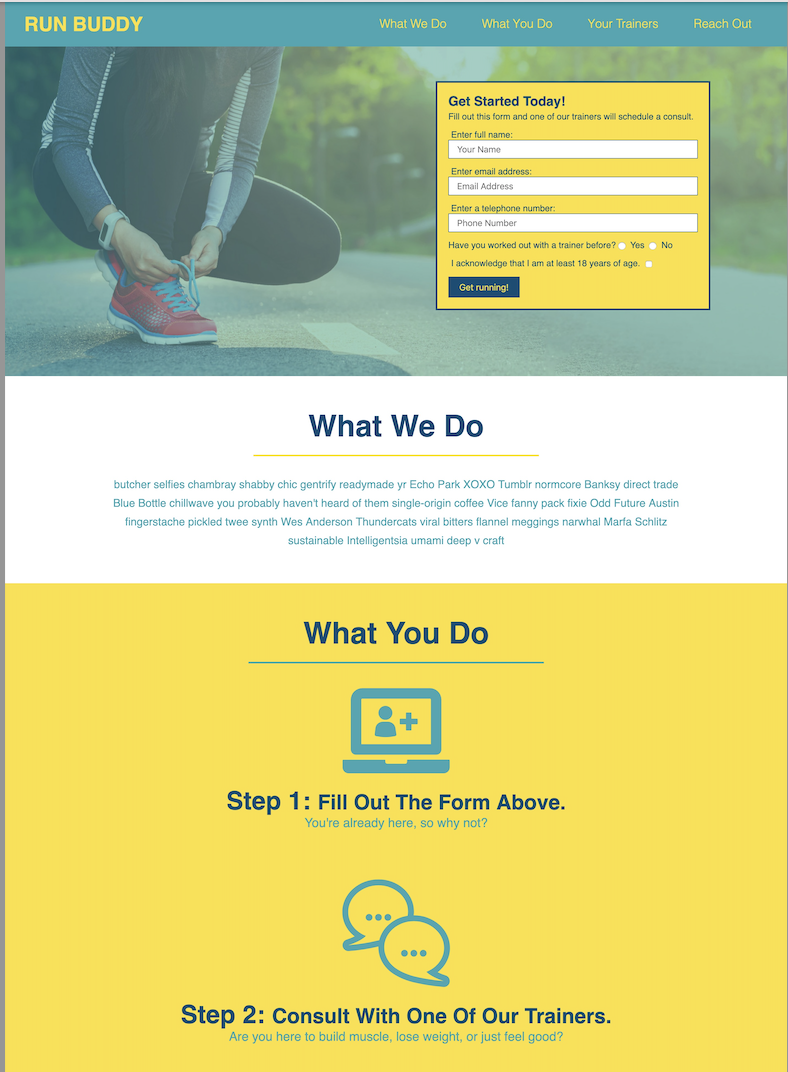 RUN BUDDY
What We Do
What You Do
Your Trainers
Reach Out
Get Started Today!
Fill out this form and one of our trainers will schedule a consult.
Enter full name:
Your Name
Enter email address:
Email Address
Enter a telephone number:
Phone Number
Have you worked out with a trainer before? Yes No
I acknowledge that I am at least 18 years of age.
Get running!
What We Do
butcher selfies chambray shabby chic gentrify readymade yr Echo Park XOXO Tumblr normcore Banksy direct trade
Blue Bottle chillwave you probably haven't heard of them single-origin coffee Vice fanny pack fixie Odd Future Austin
fingerstache pickled twee synth Wes Anderson Thundercats viral bitters flannel meggings narwhal Marfa Schlitz
sustainable Intelligentsia umami deep v craft
What You Do
Step 1: Fill Out The Form Above.
You're already here, so why not?
Step 2: Consult With One Of Our Trainers.
Are you here to build muscle, lose weight, or just feel good?